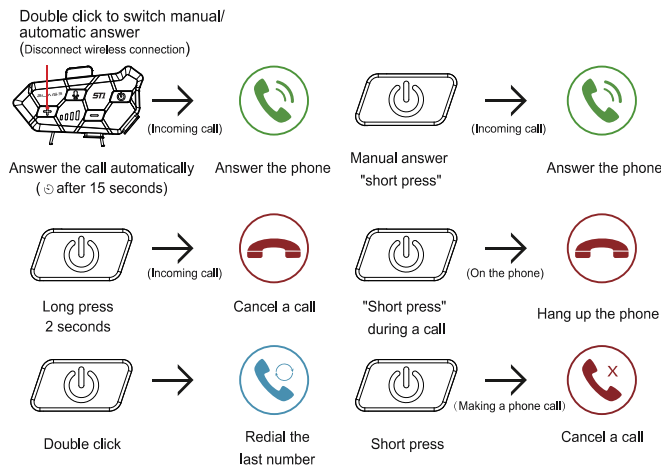 Double click to switch manual/
automatic answer
(Disconnect wireless connection)
STI
(Incoming call)
(Incoming call)
Answer the call automatically
( after 15 seconds)
Answer the phone
Manual answer
"short press"
Answer the phone
(Incoming call)
(On the phone)
Long press
2 seconds
Cancel a call
"Short press"
during a call
Hang up the phone
X
(Making a phone call)
Double click
Redial the
last number
Short press
Cancel a call